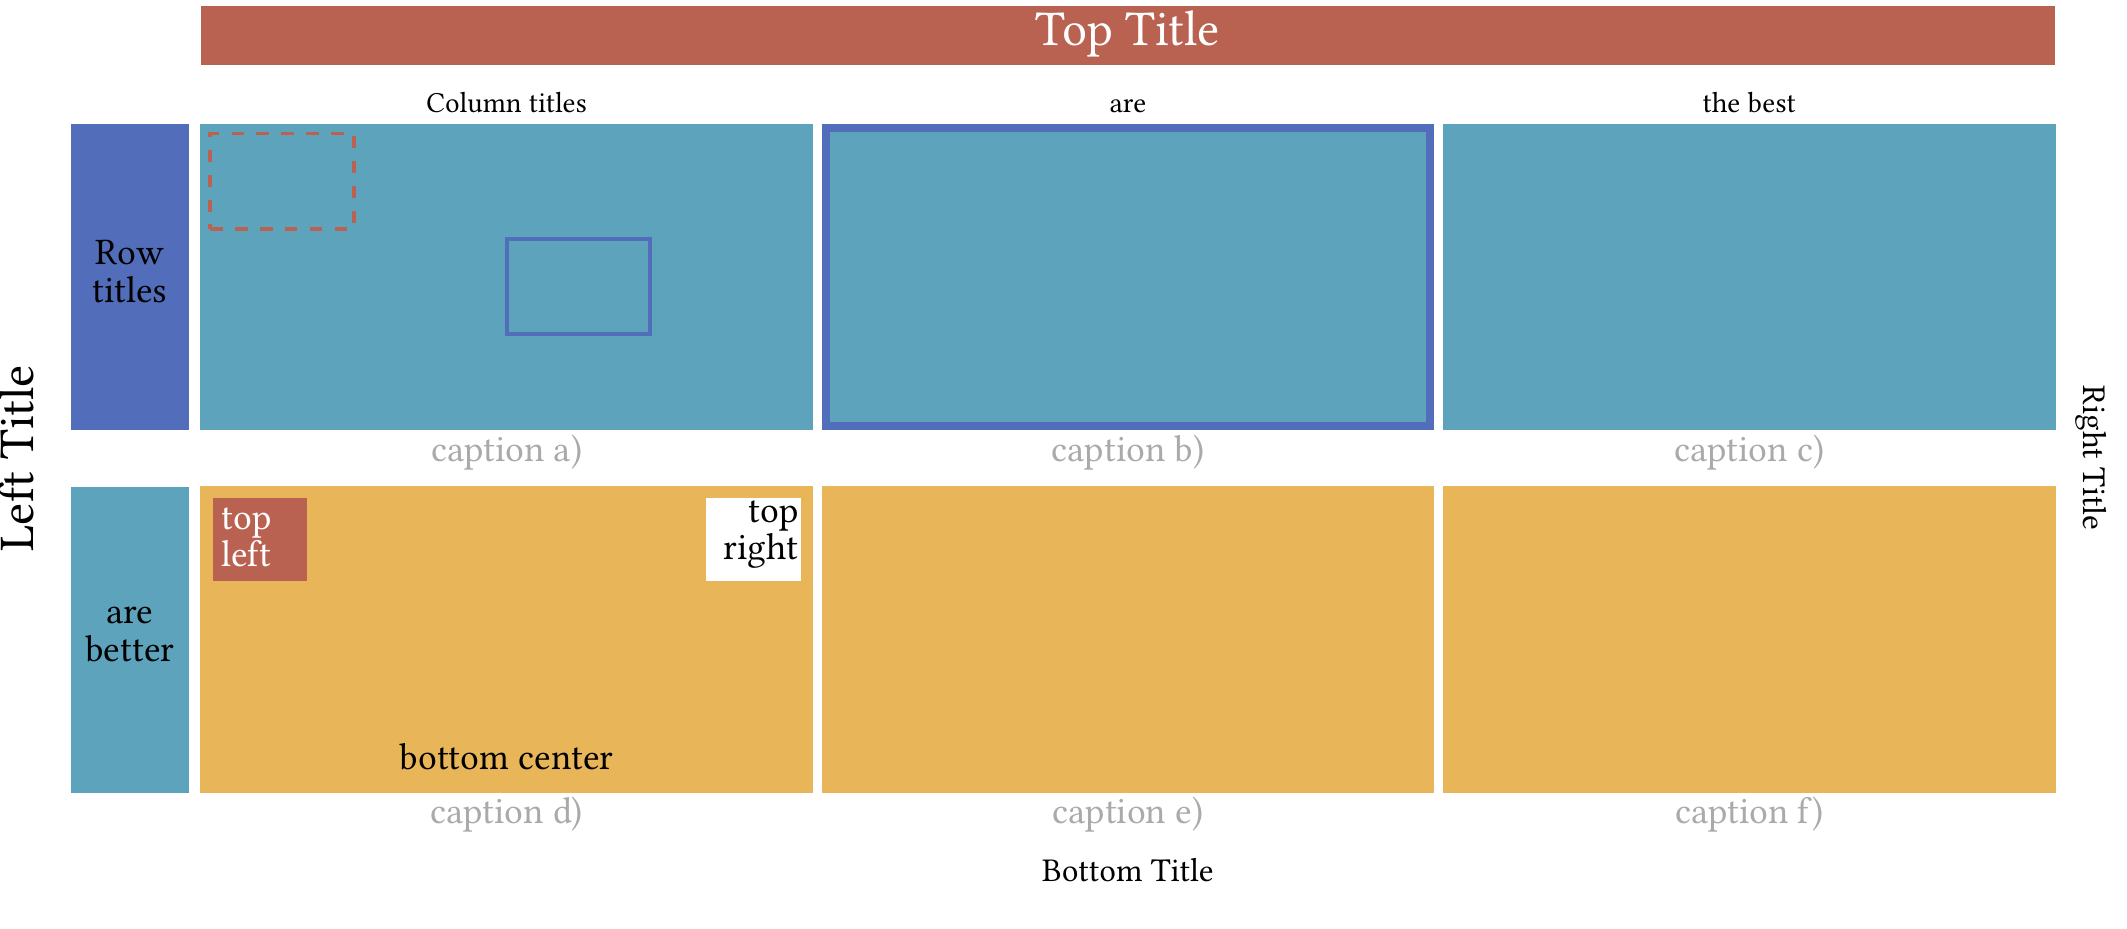 Top Title
Column titles
are
the best
Left Title
Row
titles
caption a)
caption b)
caption c)
Right Title
are
better
top
left
top
right
bottom center
caption d)
caption e)
caption f)
Bottom Title